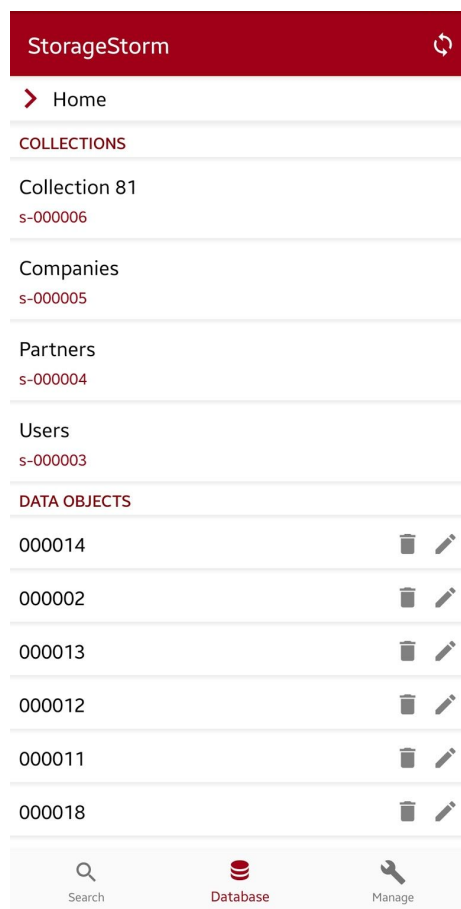 StorageStorm
Home
COLLECTIONS
Collection 81
s-000006
Companies
s-000005
Partners
s-000004
Users
s-000003
DATA OBJECTS
000014
000002
000013
000012
000011
000018
Search Database Manage